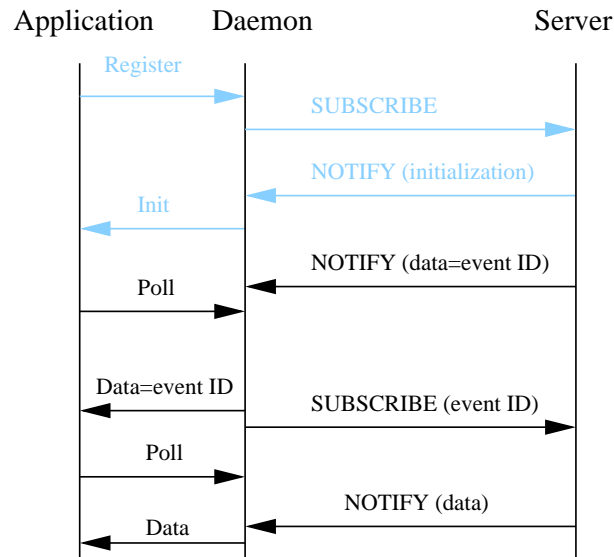 Application Daemon Server
Register
SUBSCRIBE
NOTIFY (initialization)
Init
NOTIFY (data=event ID)
Poll
Data=event ID
SUBSCRIBE (event ID)
Poll
NOTIFY (data)
Data